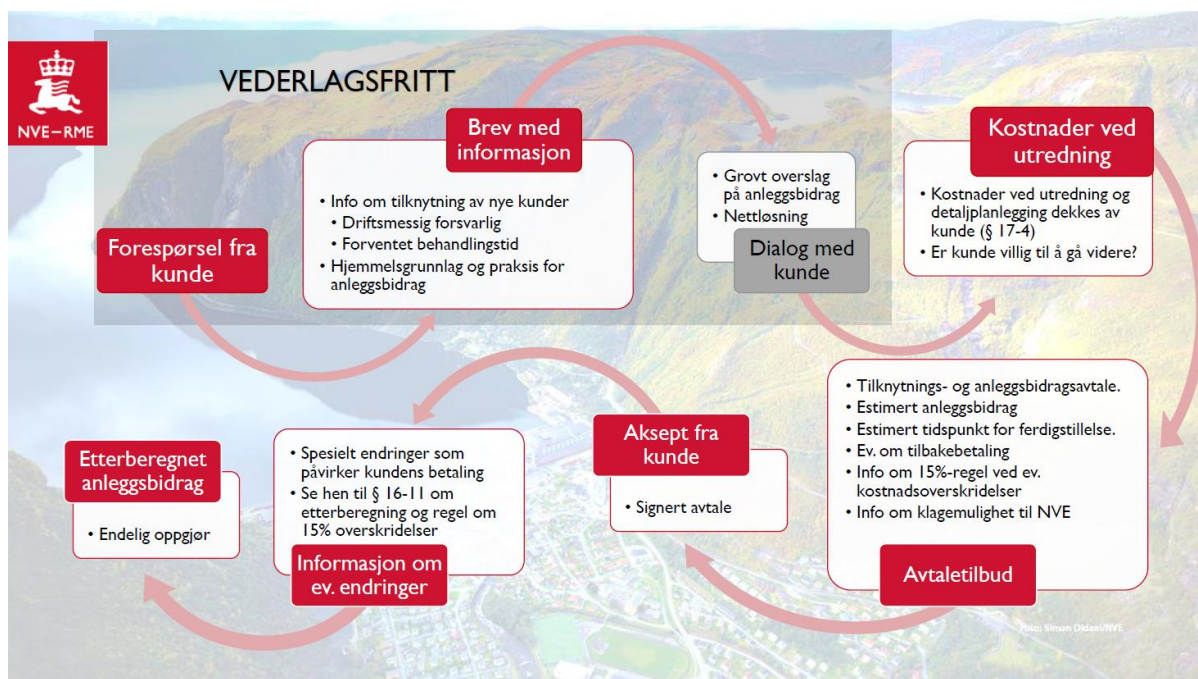 NVE–RME
VEDERLAGSFRITT
Forespørsel fra
kunde
Brev med
informasjon
• Info om tilknytning av nye kunder
• Driftsmessig forsvarlig
• Forventet behandlingstid
• Hjemmelsgrunnlag og praksis for
anleggsbidrag
• Grovt overslag
på anleggsbidrag
• Nettløsning
Dialog med
kunde
Kostnader ved
utredning
• Kostnader ved utredning og
detaljplanlegging dekkes av
kunde (§ 17-4)
• Er kunde villig til å gå videre?
• Tilknytnings- og anleggsbidragsavtale.
• Estimert anleggsbidrag
• Estimert tidspunkt for ferdigstillelse.
• Ev. om tilbakebetaling
• Info om 15%-regel ved ev.
kostnadsoverskridelser
• Info om klagemulighet til NVE
Avtaletilbud
Aksept fra
kunde
• Signert avtale
• Spesielt endringer som
påvirker kundens betaling
• Se hen til § 16-11 om
etterberegning og regel om
15% overskridelser
Informasjon om
ev. endringer
Etterberegnet
anleggsbidrag
• Endelig oppgjør
Foto: Simon Oldani/NVE